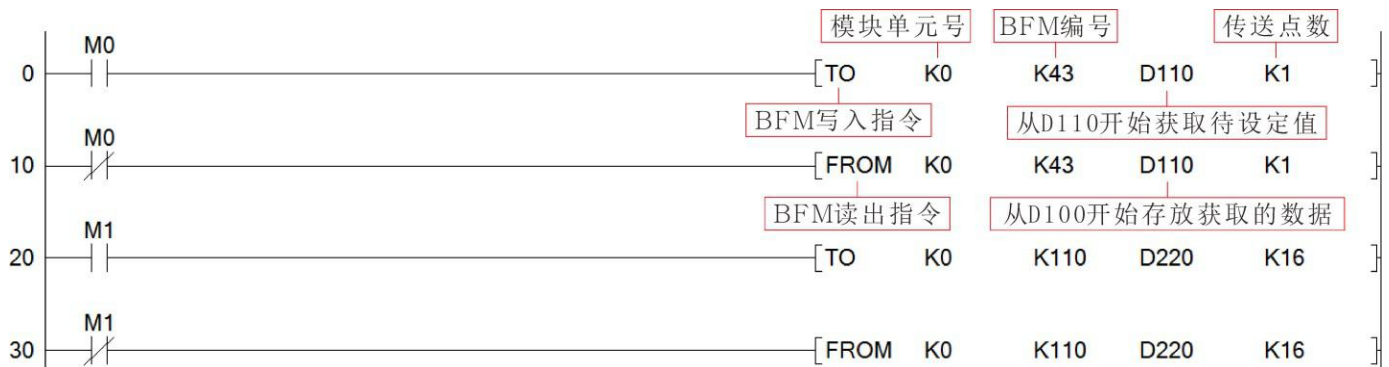 模块单元号 BFM编号 传送点数
M0
0 TO K0 K43 D110 K1
BFM写入指令 从D110开始获取待设定值
M0
10 FROM K0 K43 D110 K1
BFM读出指令 从D100开始存放获取的数据
M1
20 TO K0 K110 D220 K16
M1
30 FROM K0 K110 D220 K16